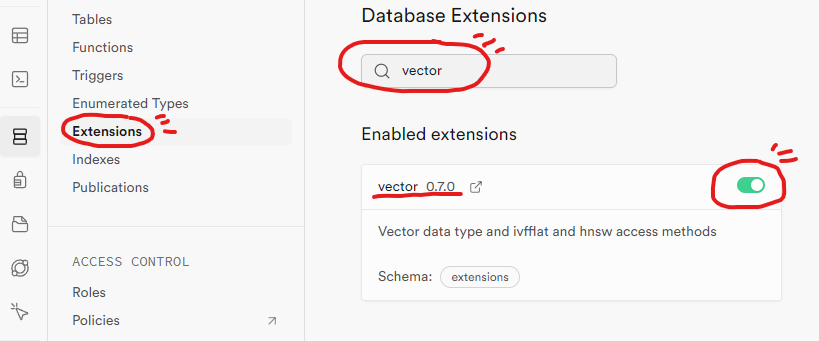 Tables
Functions
Triggers
Enumerated Types
Extensions
Indexes
Publications
ACCESS CONTROL
Roles
Policies
Database Extensions
vector
Enabled extensions
vector 0.7.0
Vector data type and ivfflat and hnsw access methods
Schema: extensions